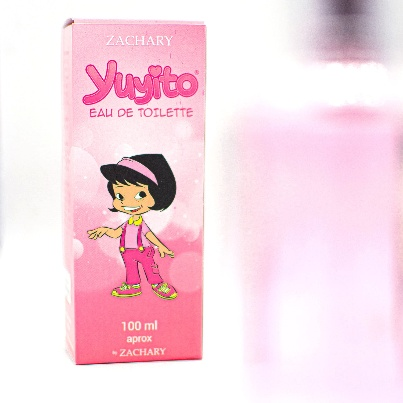 ZACHARY
Yuyito®
EAU DE TOILETTE
100 ml
aprox
by ZACHARY